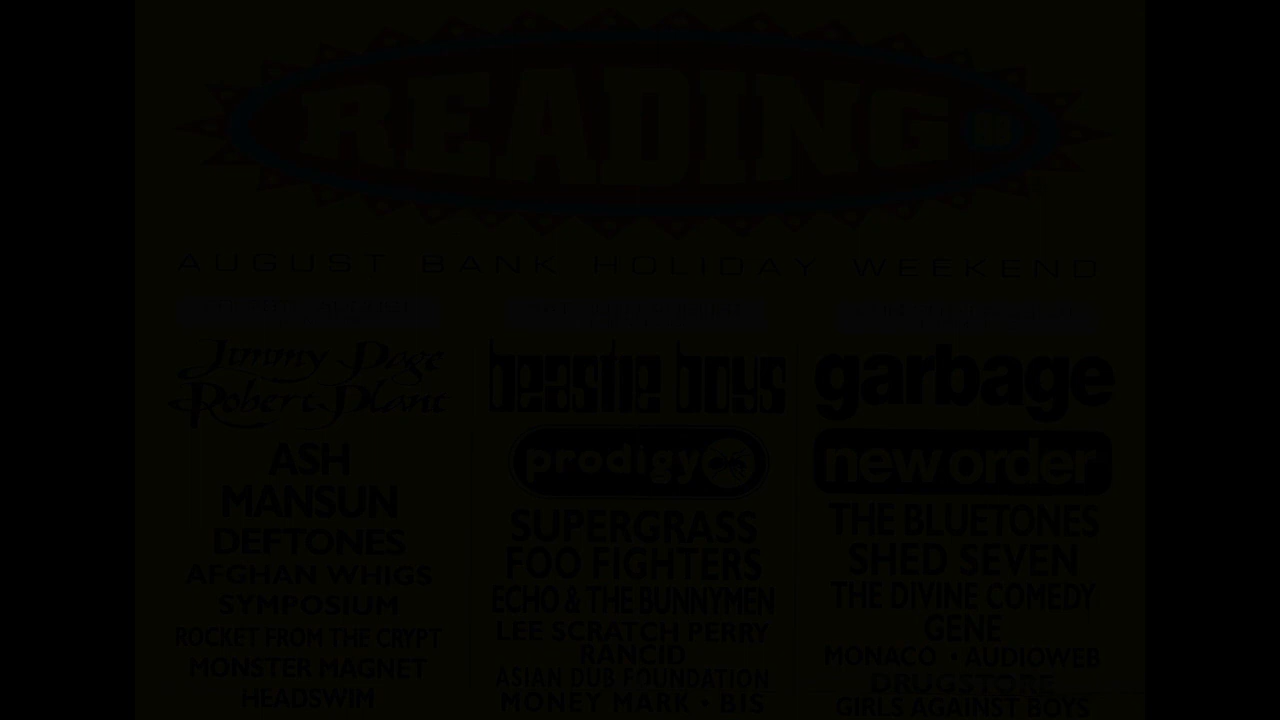 READING
AUGUST BANK HOLIDAY WEEKEND
Jimmy Page
Robert Plant
ASH
MANSUN
DEFTONES
AFGHAN WHIGS
SYMPOSIUM
ROCKET FROM THE CRYPT
MONSTER MAGNET
HEADSWIM
beastie boys
prodigy
SUPERGRASS
FOO FIGHTERS
ECHO & THE BUNNYMEN
LEE SCRATCH PERRY
RANCID
ASIAN DUB FOUNDATION
MONEY MARK · BIS
garbage
new order
THE BLUETONES
SHED SEVEN
THE DIVINE COMEDY
GENE
MONACO · AUDIOWEB
DRUGSTORE
GIRLS AGAINST BOYS